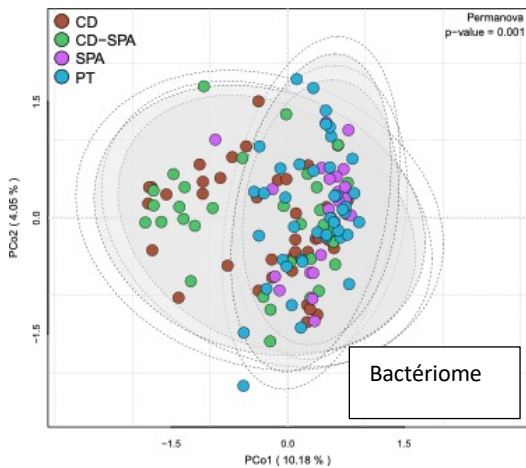 CD
CD-SPA
SPA
PT
Permanova
p-value = 0.001
1.5
0.0
-1.5
PCo2 ( 4.05 % )
Bactériome
-1.5
0.0
1.5
PCo1 ( 10.18 % )